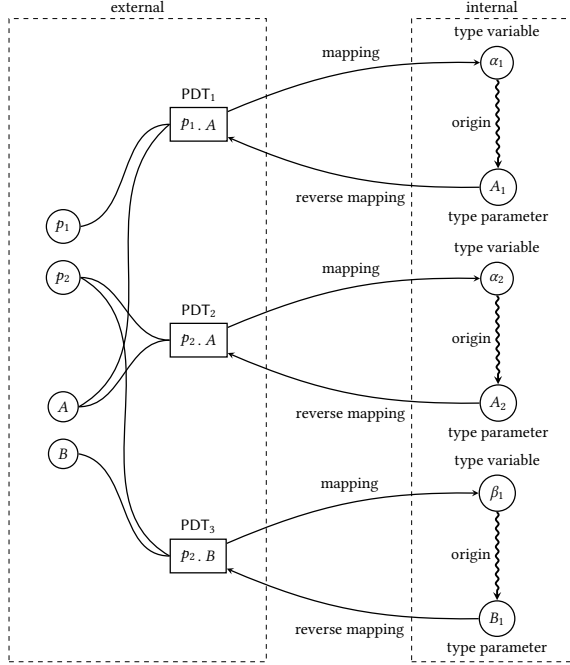 external
internal
type variable
α₁
mapping
PDT₁
p₁ . A
origin
A₁
reverse mapping
type parameter
p₁
p₂
type variable
α₂
mapping
PDT₂
p₂ . A
origin
A₂
reverse mapping
type parameter
A
B
type variable
β₁
mapping
PDT₃
p₂ . B
origin
B₁
reverse mapping
type parameter